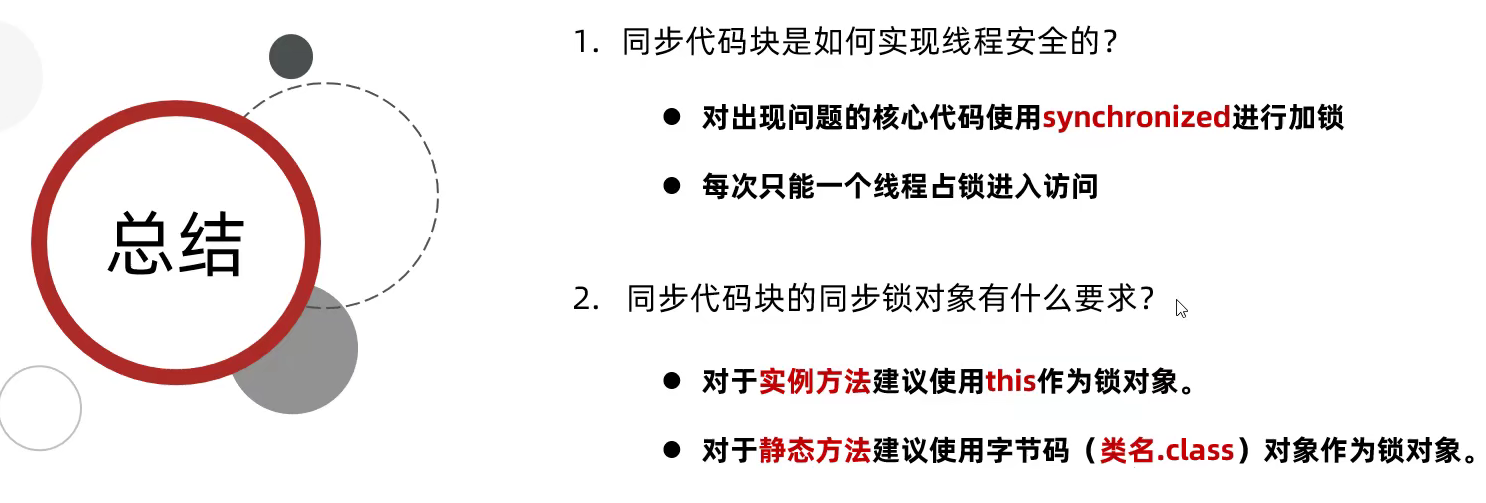 总结
1. 同步代码块是如何实现线程安全的？
● 对出现问题的核心代码使用synchronized进行加锁
● 每次只能一个线程占锁进入访问
2. 同步代码块的同步锁对象有什么要求？
● 对于实例方法建议使用this作为锁对象。
● 对于静态方法建议使用字节码（类名.class）对象作为锁对象。